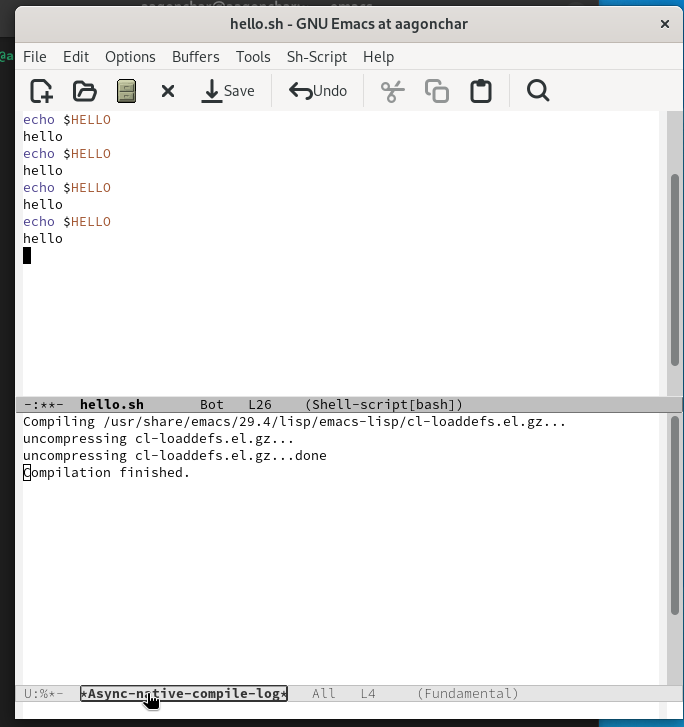 hello.sh - GNU Emacs at aagonchar
@a
File Edit Options Buffers Tools Sh-Script Help
Save Undo
echo $HELLO
hello
echo $HELLO
hello
echo $HELLO
hello
echo $HELLO
hello
-:**- hello.sh Bot L26 (Shell-script[bash])
Compiling /usr/share/emacs/29.4/lisp/emacs-lisp/cl-loaddefs.el.gz...
uncompressing cl-loaddefs.el.gz...
uncompressing cl-loaddefs.el.gz...done
Compilation finished.
U:%*- *Async-native-compile-log* All L4 (Fundamental)